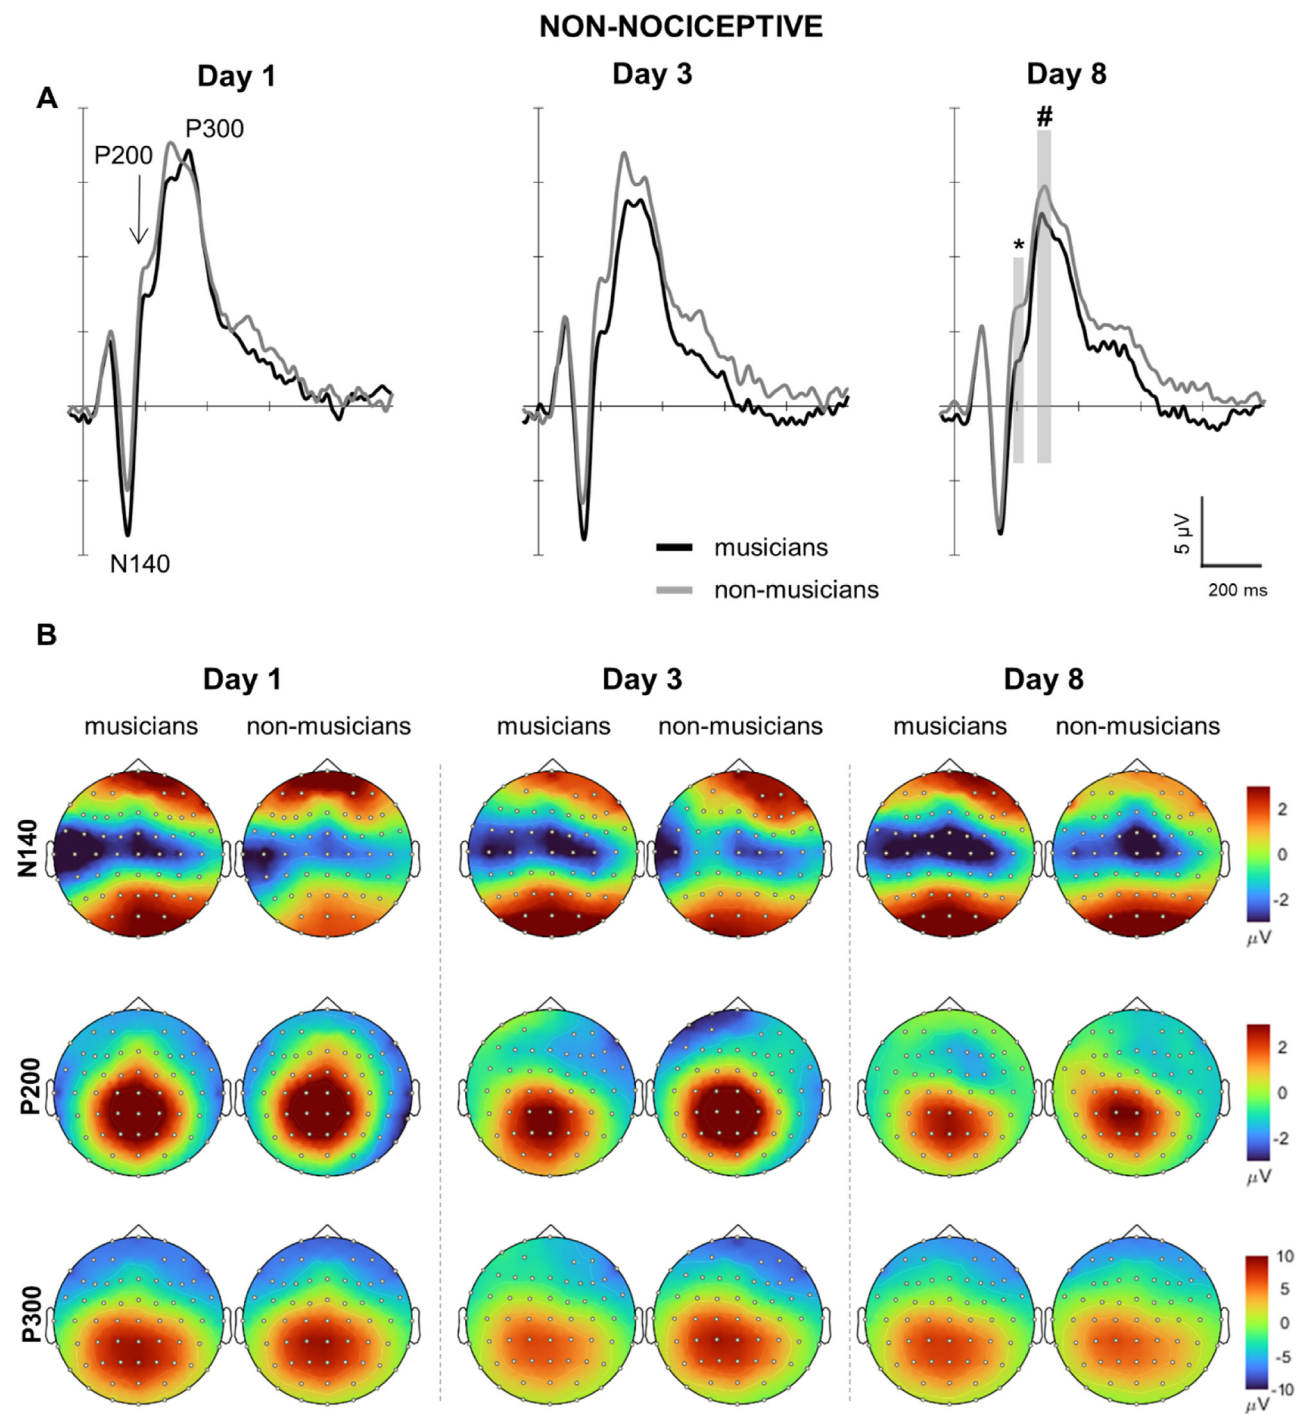 NON-NOCICEPTIVE
Day 1 Day 3 Day 8
A
#
P300
P200
*
N140
musicians
non-musicians
5 µV
200 ms
B
Day 1 Day 3 Day 8
musicians non-musicians musicians non-musicians musicians non-musicians
N140
2
0
-2
µV
P200
2
0
-2
µV
P300
10
5
0
-5
-10
µV